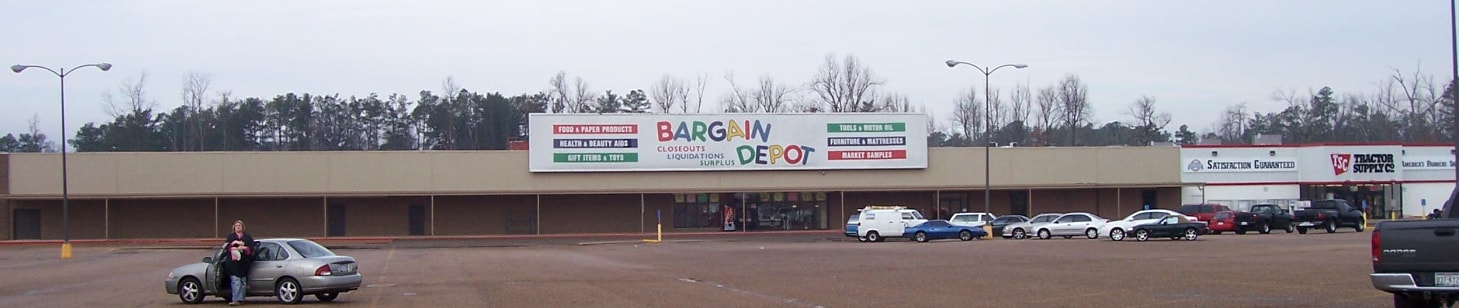 FOOD & PAPER PRODUCTS
HEALTH & BEAUTY AIDS
GIFT ITEMS & TOYS
BARGAIN
DEPOT
CLOSEOUTS
LIQUIDATIONS
SURPLUS
TOOLS & MOTOR OIL
FURNITURE & MATTRESSES
MARKET SAMPLES
SATISFACTION GUARANTEED
TSC
TRACTOR
SUPPLY CO
DODGE